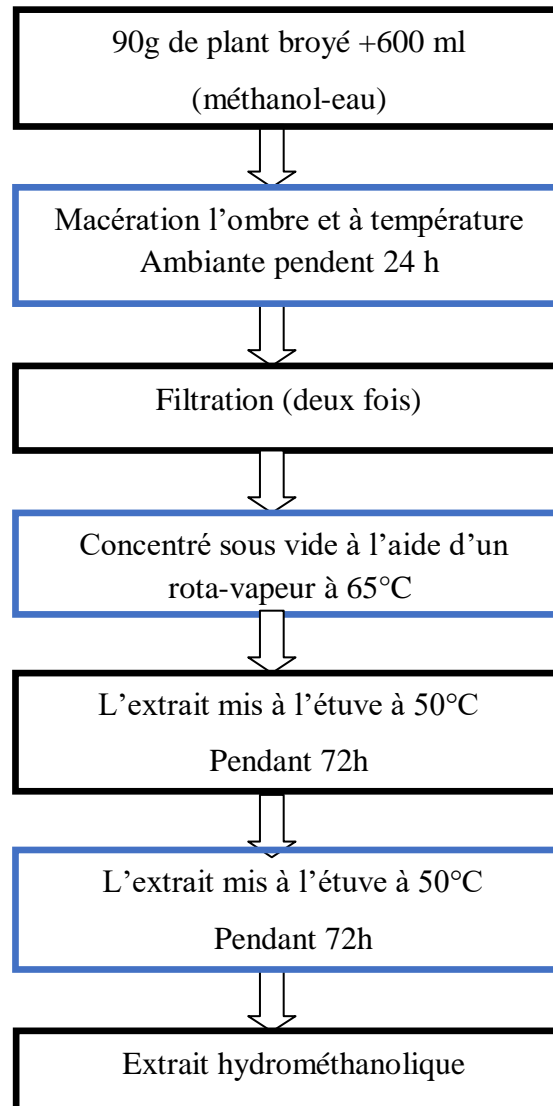 90g de plant broyé +600 ml
(méthanol-eau)
Macération l’ombre et à température
Ambiante pendent 24 h
Filtration (deux fois)
Concentré sous vide à l’aide d’un
rota-vapeur à 65°C
L’extrait mis à l’étuve à 50°C
Pendant 72h
L’extrait mis à l’étuve à 50°C
Pendant 72h
Extrait hydrométhanolique